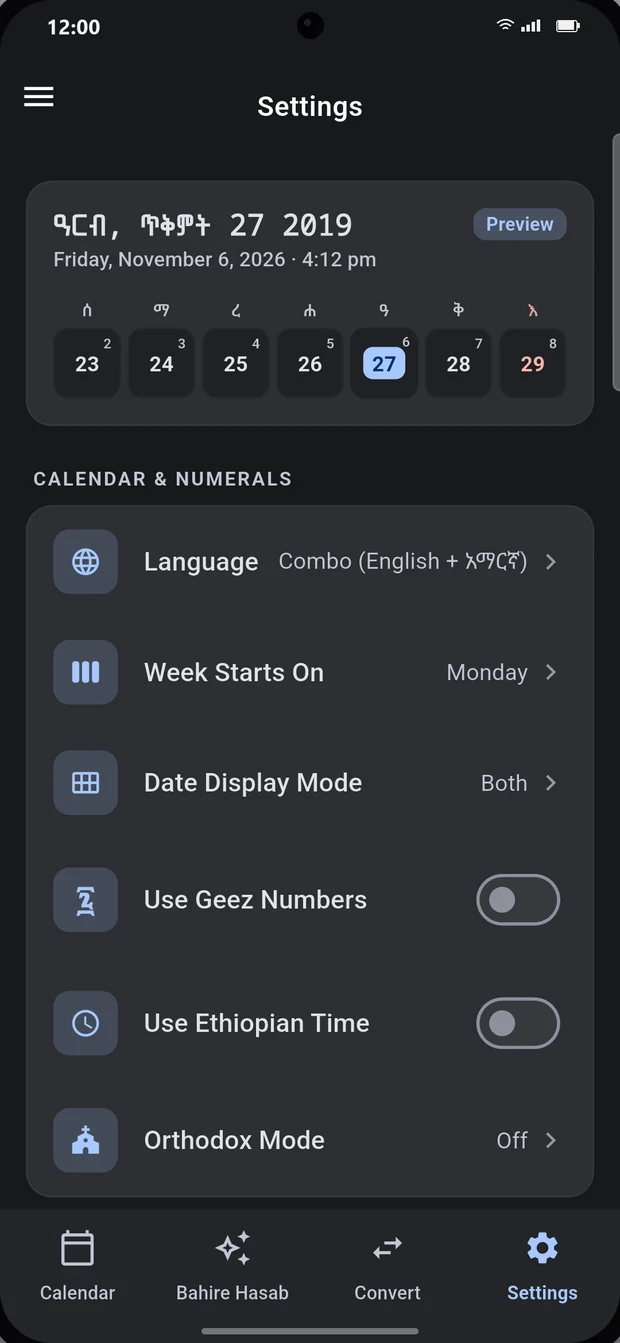 12:00
Settings
ዓርብ, ጥቅምት 27 2019
Preview
Friday, November 6, 2026 · 4:12 pm
ሰ ማ ረ ሐ ዓ ቅ እ
23 2 24 3 25 4 26 5 27 6 28 7 29 8
CALENDAR & NUMERALS
Language Combo (English + አማርኛ)
Week Starts On Monday
Date Display Mode Both
Use Geez Numbers
Use Ethiopian Time
Orthodox Mode Off
Calendar Bahire Hasab Convert Settings